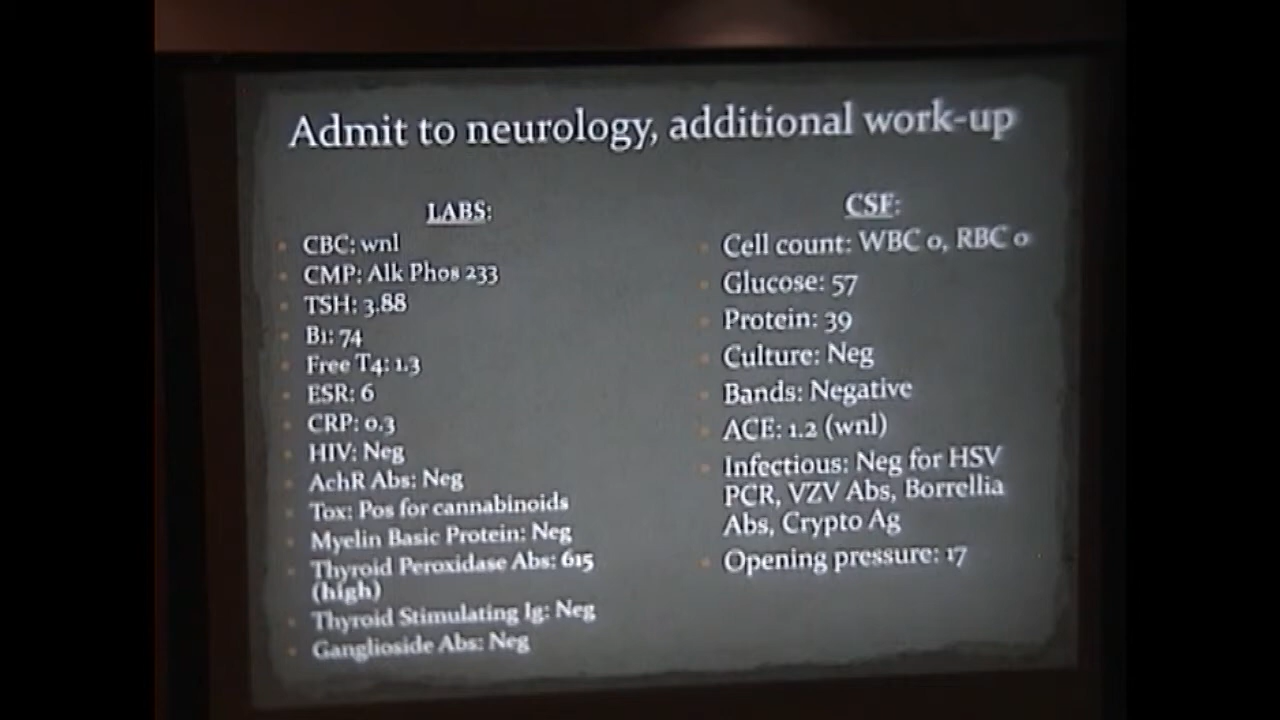 Admit to neurology, additional work-up
LABS:
CBC: wnl
CMP: Alk Phos 233
TSH: 3.88
B1: 74
Free T4: 1.3
ESR: 6
CRP: 0.3
HIV: Neg
AchR Abs: Neg
Tox: Pos for cannabinoids
Myelin Basic Protein: Neg
Thyroid Peroxidase Abs: 615
(high)
Thyroid Stimulating Ig: Neg
Ganglioside Abs: Neg
CSF:
Cell count: WBC 0, RBC 0
Glucose: 57
Protein: 39
Culture: Neg
Bands: Negative
ACE: 1.2 (wnl)
Infectious: Neg for HSV
PCR, VZV Abs, Borrellia
Abs, Crypto Ag
Opening pressure: 17